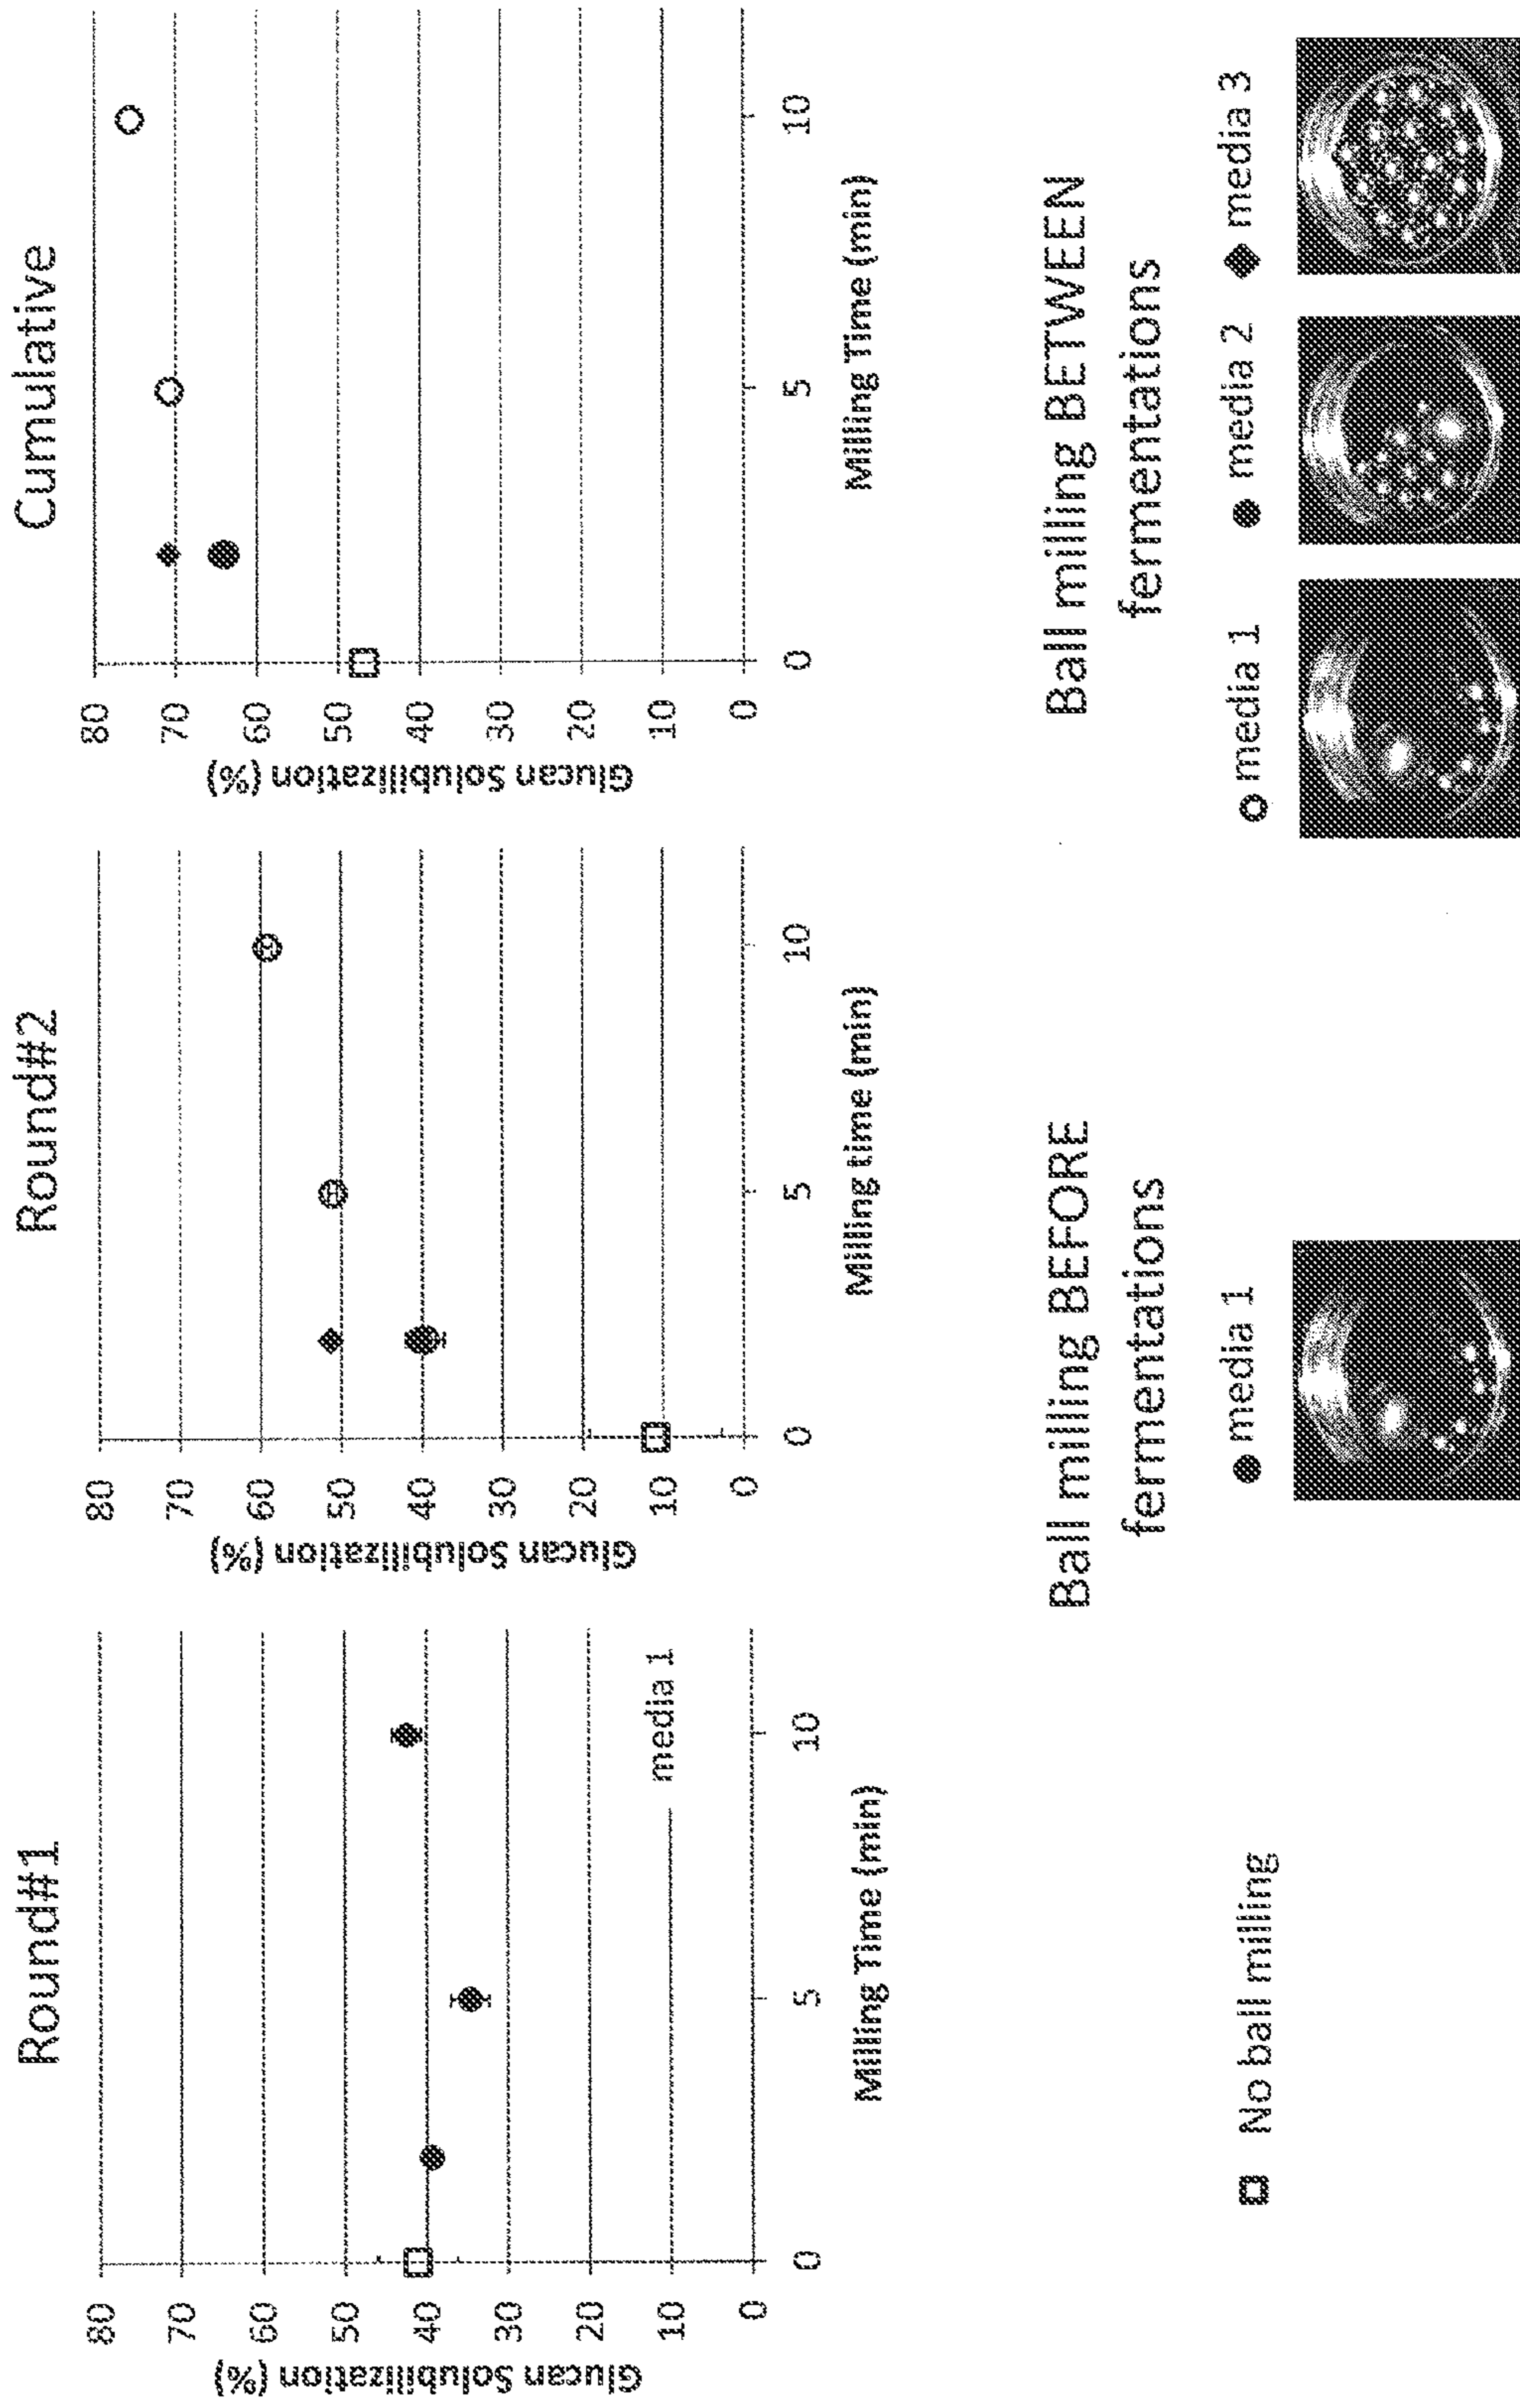 Round#1
Glucan Solubilization (%)
80
70
60
50
40
30
20
10
0
media 1
0
5
10
Milling Time (min)
Round#2
Glucan Solubilization (%)
80
70
60
50
40
30
20
10
0
0
5
10
Milling time (min)
Cumulative
Glucan Solubilization (%)
80
70
60
50
40
30
20
10
0
0
5
10
Milling Time (min)
No ball milling
Ball milling BEFORE
fermentations
media 1
Ball milling BETWEEN
fermentations
media 1
media 2
media 3